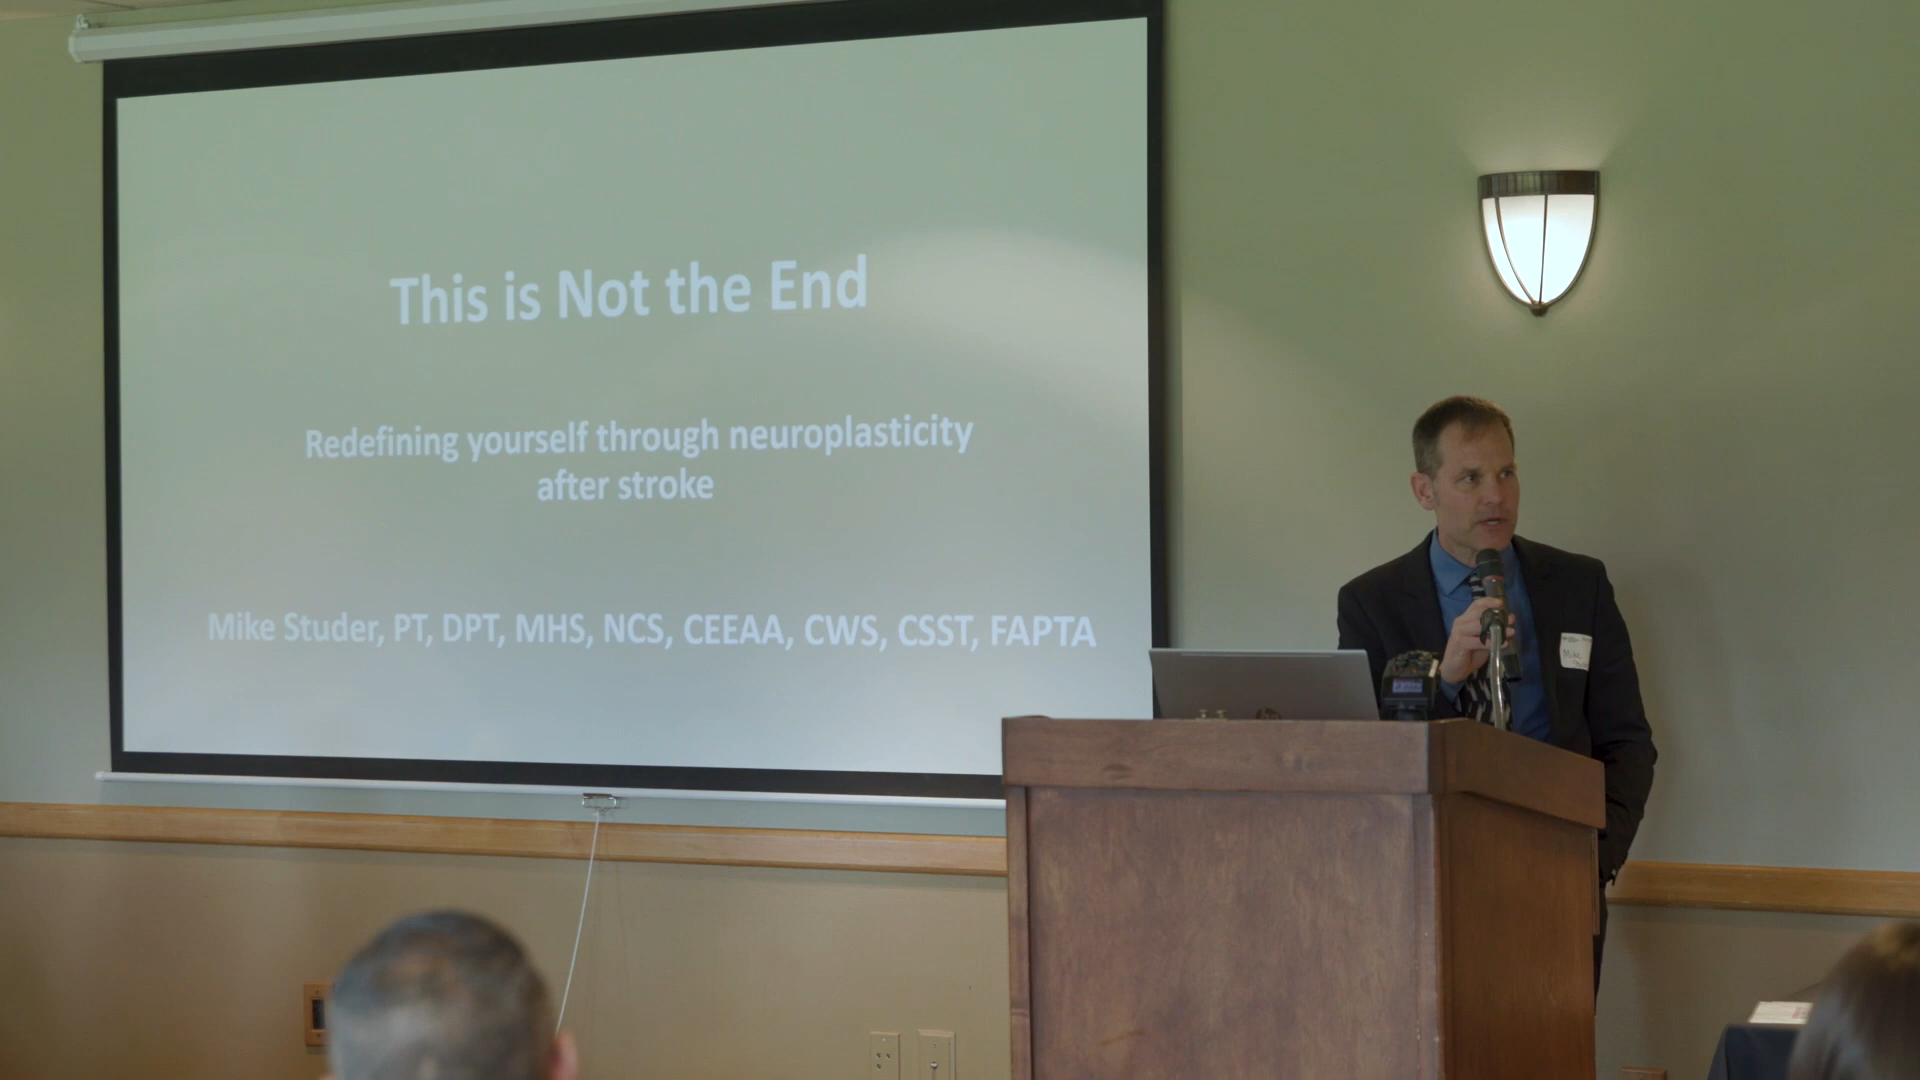 This is Not the End
Redefining yourself through neuroplasticity
after stroke
Mike Studer, PT, DPT, MHS, NCS, CEEAA, CWS, CSST, FAPTA
Mike